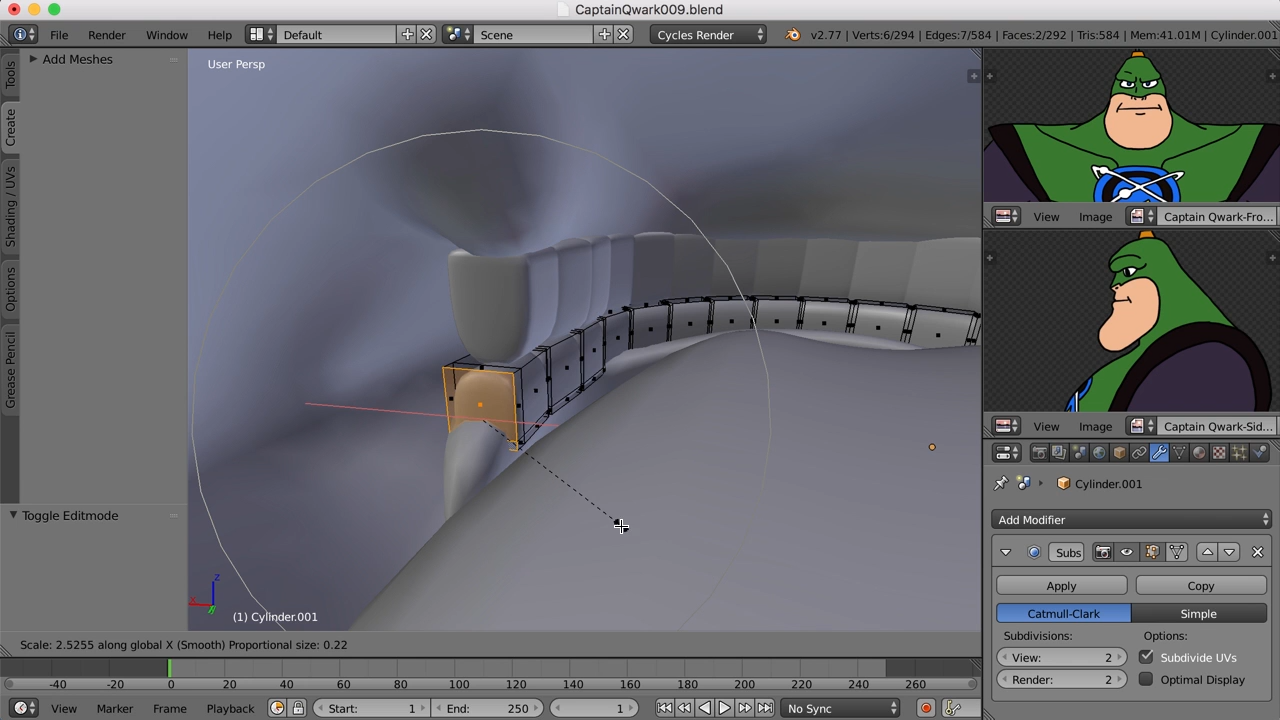 CaptainQwark009.blend
File Render Window Help Default Scene Cycles Render v2.77 | Verts:6/294 | Edges:7/584 | Faces:2/292 | Tris:584 | Mem:41.01M | Cylinder.001
Add Meshes
User Persp
Tools
Create
Shading / UVs
Options
Grease Pencil
View Image Captain Qwark-Fro...
View Image Captain Qwark-Sid...
Cylinder.001
Add Modifier
Toggle Editmode
Subs
Apply Copy
Catmull-Clark Simple
z
x
y
(1) Cylinder.001
Subdivisions: Options:
View: 2 Subdivide UVs
Render: 2 Optimal Display
Scale: 2.5255 along global X (Smooth) Proportional size: 0.22
-40 -20 0 20 40 60 80 100 120 140 160 180 200 220 240 260
View Marker Frame Playback Start: 1 End: 250 1 No Sync